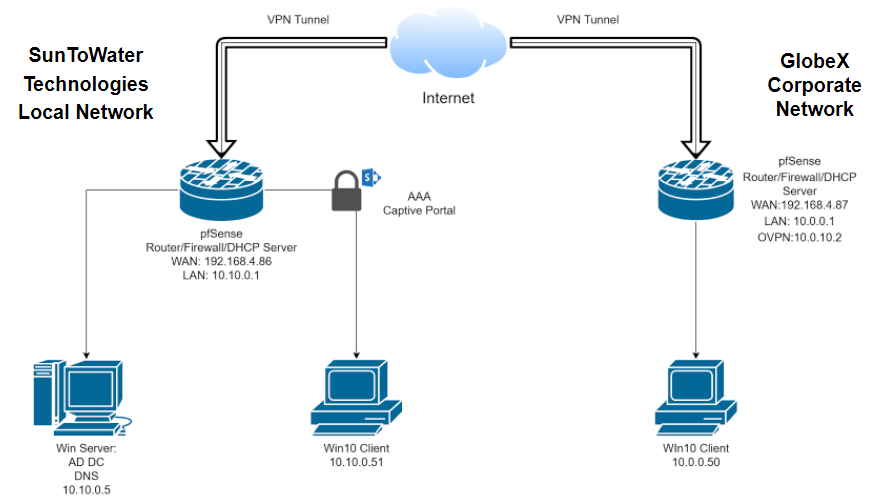 VPN Tunnel
VPN Tunnel
SunToWater
Technologies
Local Network
Internet
GlobeX
Corporate
Network
pfSense
Router/Firewall/DHCP
Server
WAN:192.168.4.87
LAN: 10.0.0.1
OVPN:10.0.10.2
S
AAA
Captive Portal
pfSense
Router/Firewall/DHCP Server
WAN: 192.168.4.86
LAN: 10.10.0.1
Win Server:
AD DC
DNS
10.10.0.5
Win10 Client
10.10.0.51
WIn10 Client
10.0.0.50